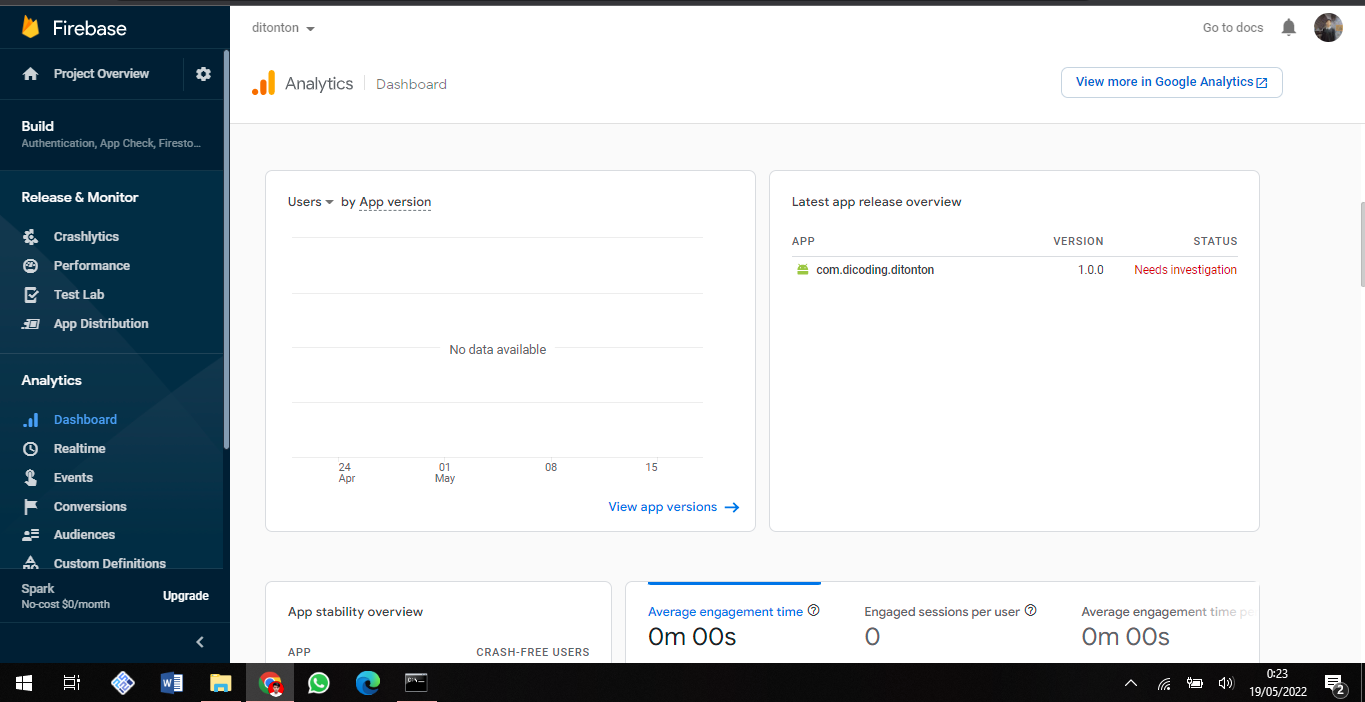 Firebase
Project Overview
Build
Authentication, App Check, Firesto...
Release & Monitor
Crashlytics
Performance
Test Lab
App Distribution
Analytics
Dashboard
Realtime
Events
Conversions
Audiences
Custom Definitions
Spark
No-cost $0/month
Upgrade
ditonton
Go to docs
Analytics
Dashboard
View more in Google Analytics
Users by App version
No data available
24
Apr
01
May
08
15
View app versions
Latest app release overview
APP VERSION STATUS
com.dicoding.ditonton 1.0.0 Needs investigation
App stability overview
APP CRASH-FREE USERS
Average engagement time
0m 00s
Engaged sessions per user
0
Average engagement time pe
0m 00s
0:23
19/05/2022
2